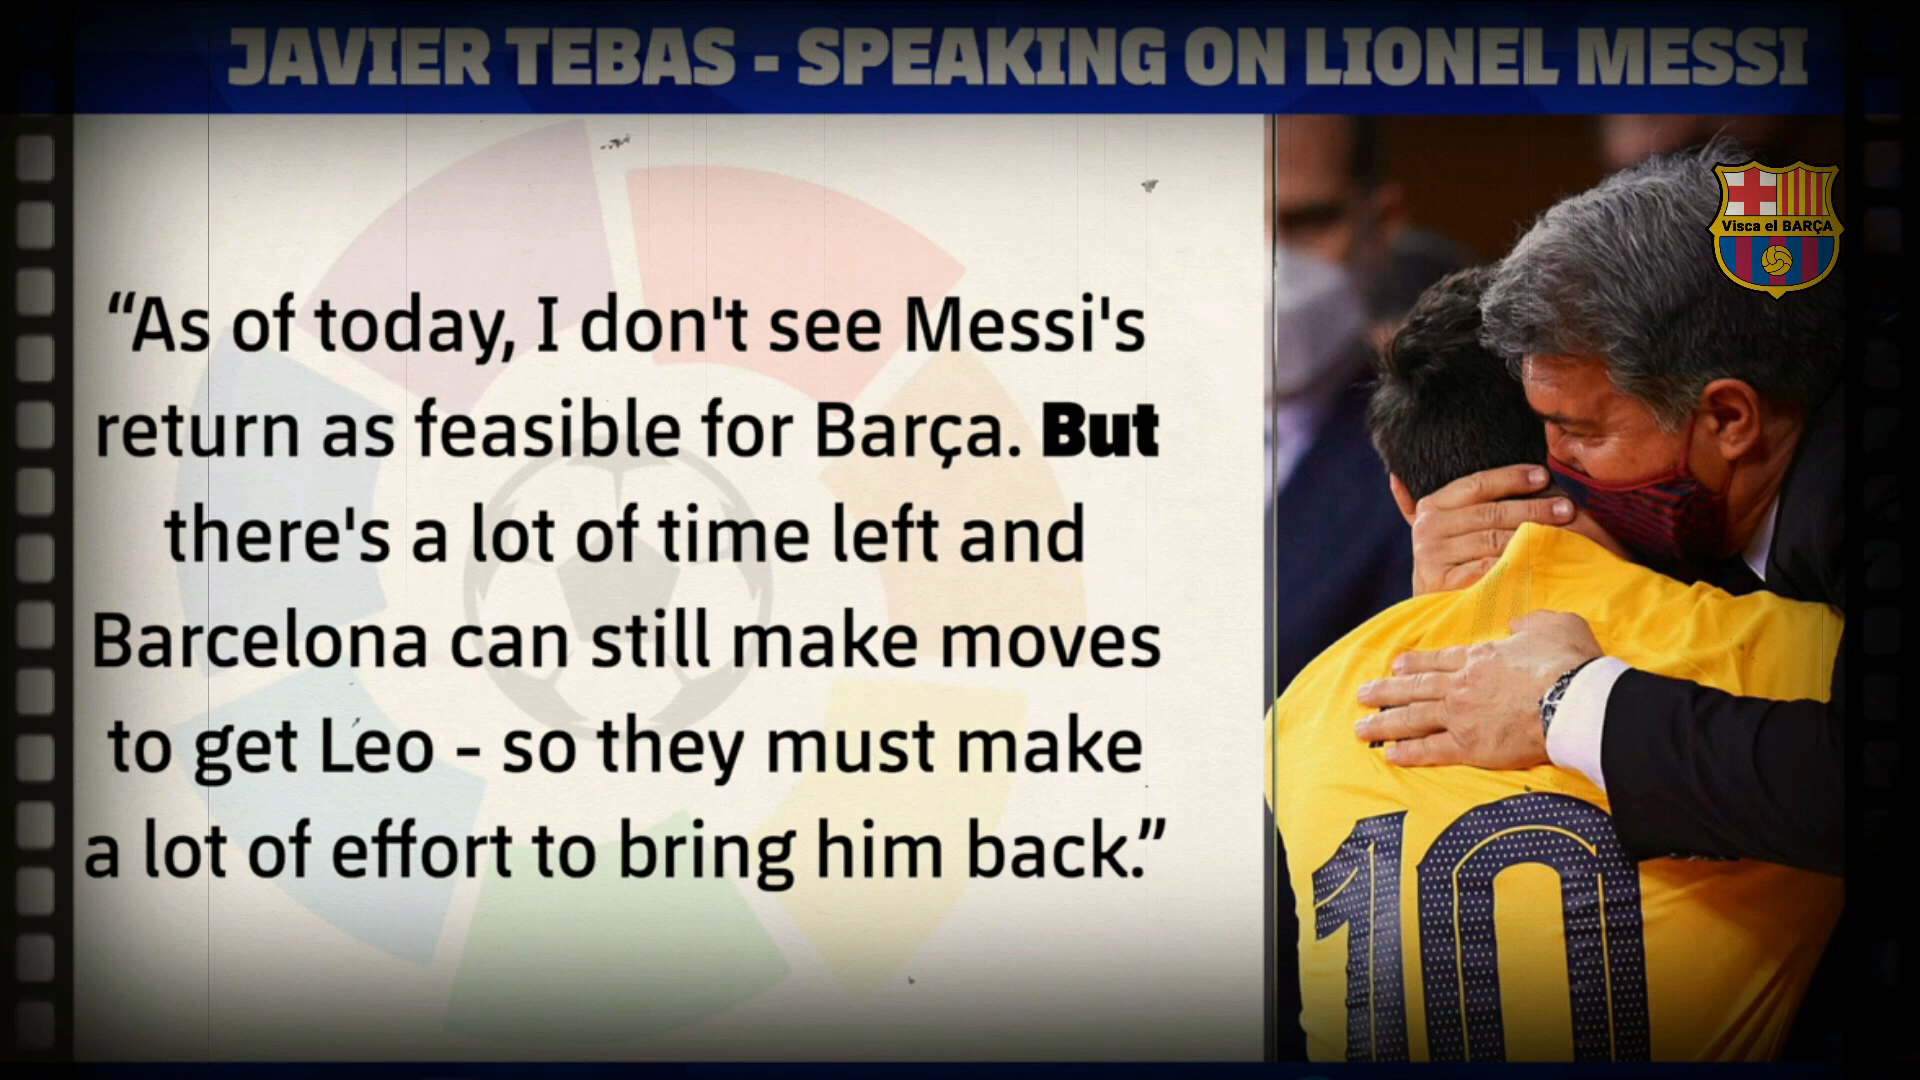 JAVIER TEBAS - SPEAKING ON LIONEL MESSI
“As of today, I don't see Messi's
return as feasible for Barça. But
there's a lot of time left and
Barcelona can still make moves
to get Leo - so they must make
a lot of effort to bring him back.”
Visca el BARÇA
10